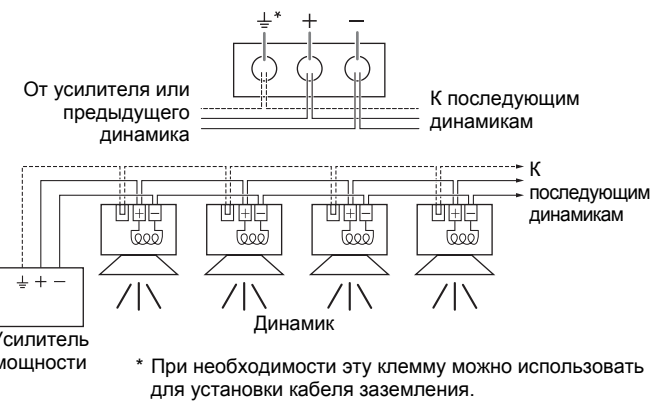 * + −
От усилителя или
предыдущего
динамика
К последующим
динамикам
К
последующим
динамикам
+ − + − + − + −
+ −
Динамик
Усилитель
мощности
* При необходимости эту клемму можно использовать
для установки кабеля заземления.